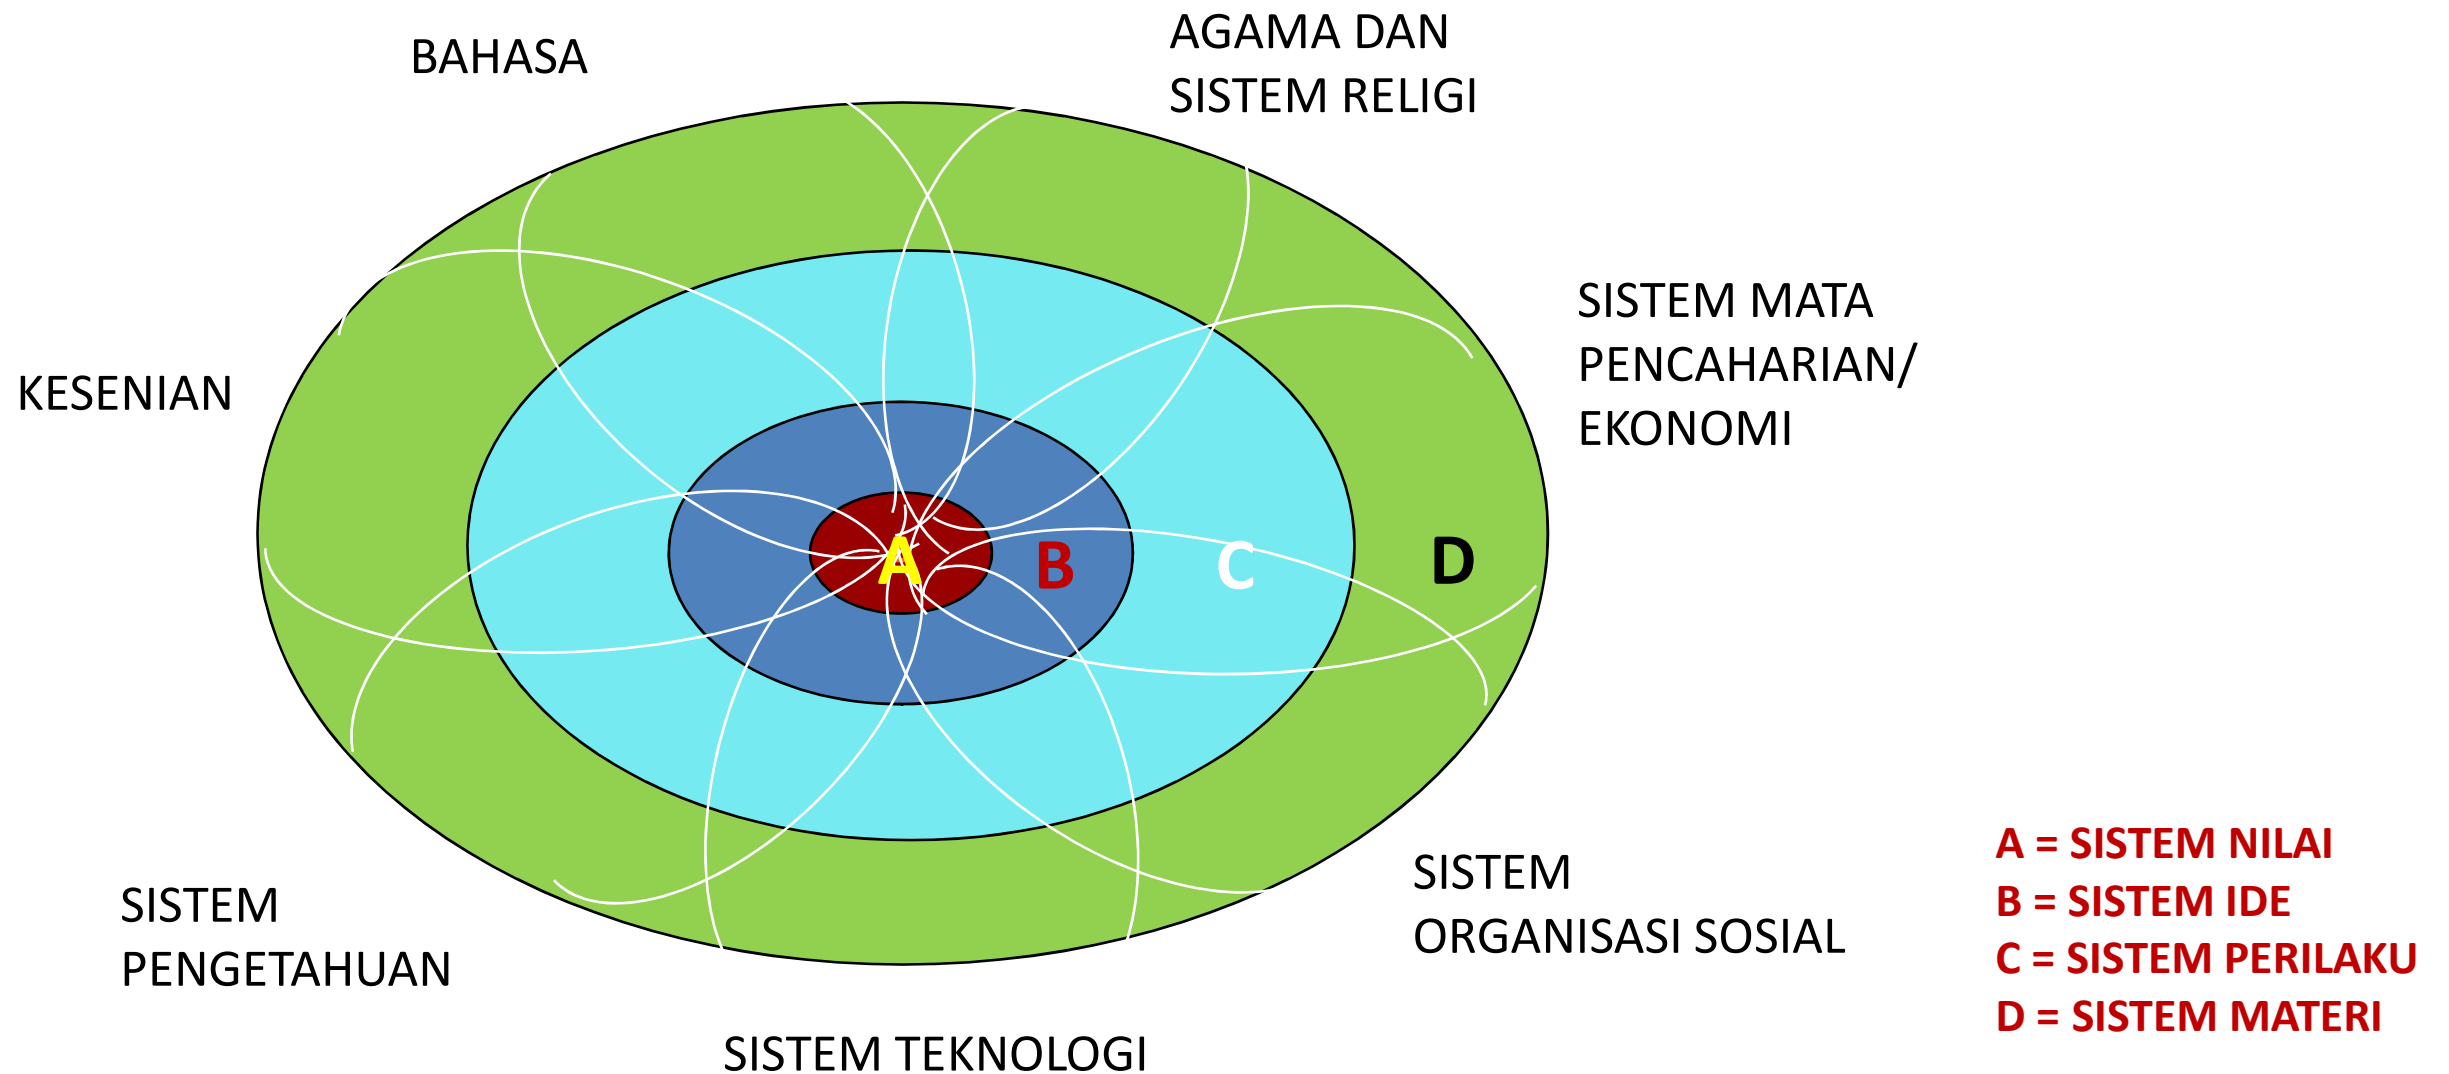 BAHASA
AGAMA DAN
SISTEM RELIGI
SISTEM MATA
PENCAHARIAN/
EKONOMI
KESENIAN
A
B
C
D
SISTEM
ORGANISASI SOSIAL
SISTEM
PENGETAHUAN
SISTEM TEKNOLOGI
A = SISTEM NILAI
B = SISTEM IDE
C = SISTEM PERILAKU
D = SISTEM MATERI